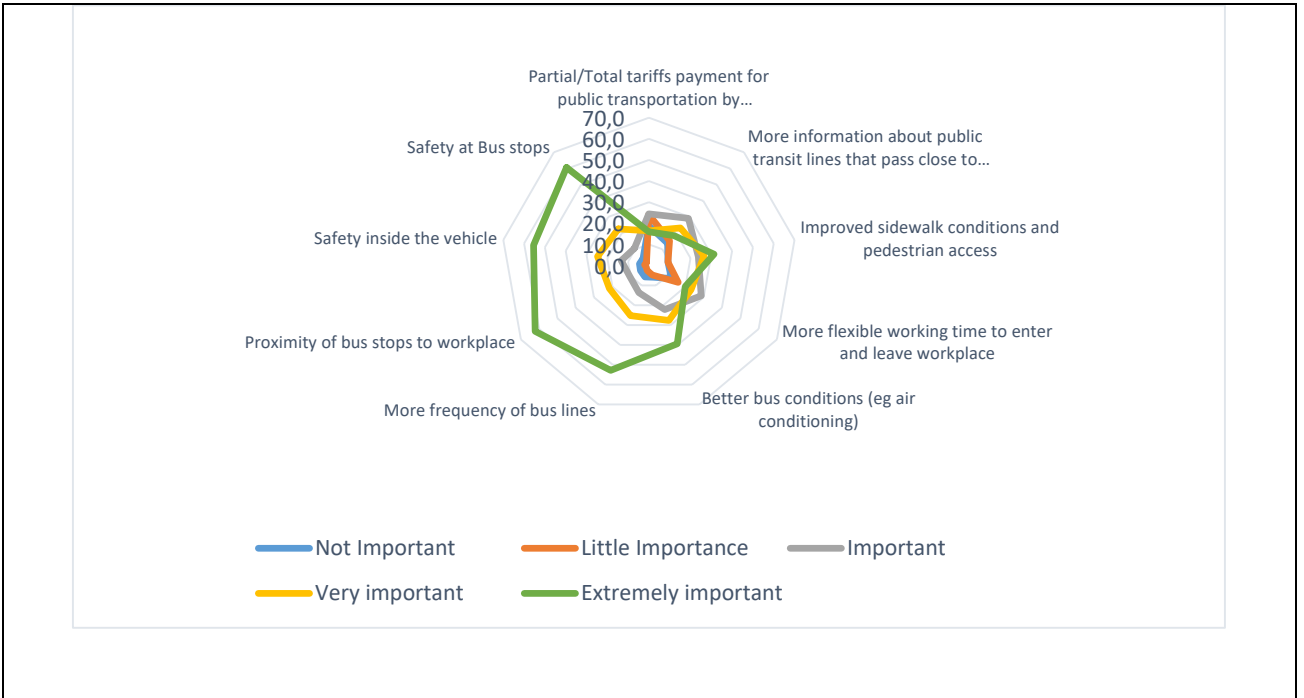 Partial/Total tariffs payment for
public transportation by…
70,0
60,0
50,0
40,0
30,0
20,0
10,0
0,0
More information about public
transit lines that pass close to…
Improved sidewalk conditions and
pedestrian access
More flexible working time to enter
and leave workplace
Better bus conditions (eg air
conditioning)
More frequency of bus lines
Proximity of bus stops to workplace
Safety inside the vehicle
Safety at Bus stops
Not Important
Little Importance
Important
Very important
Extremely important